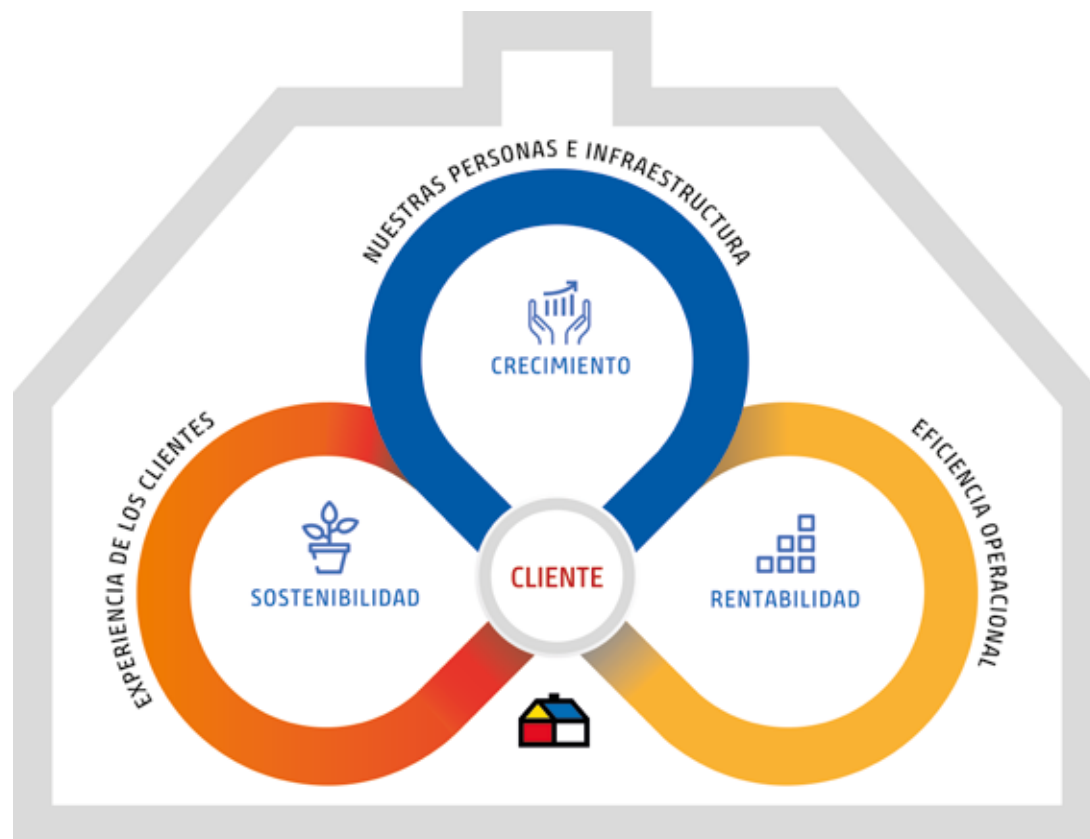 NUESTRAS PERSONAS E INFRAESTRUCTURA
CRECIMIENTO
EXPERIENCIA DE LOS CLIENTES
EFICIENCIA OPERACIONAL
SOSTENIBILIDAD
CLIENTE
RENTABILIDAD